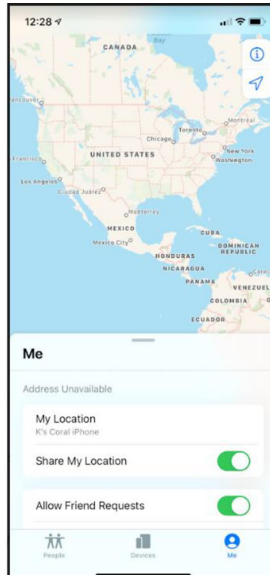 12:28
CANADA
Bay
Vancouver
Montréal
Toronto
Chicago
New York
UNITED STATES
Washington
Francisco
Los Angeles
Ciudad Juárez
Monterrey
MEXICO
CUBA
Mexico City
DOMINICAN
REPUBLIC
HONDURAS
NICARAGUA
PANAMA
VENEZUEL
COLOMBIA
ECUADOR
Me
Address Unavailable
My Location
K's Coral iPhone
Share My Location
Allow Friend Requests
People
Devices
Me